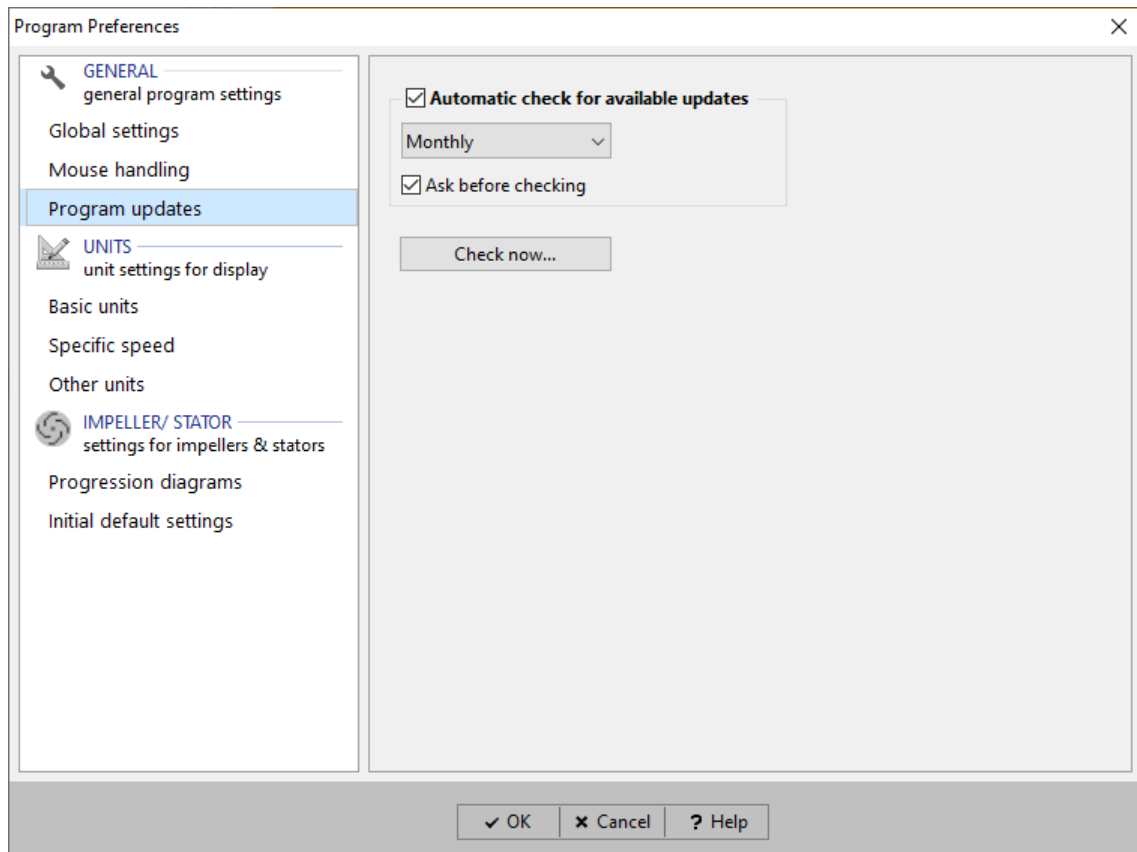 Program Preferences
GENERAL
general program settings
Global settings
Mouse handling
Program updates
UNITS
unit settings for display
Basic units
Specific speed
Other units
IMPELLER/ STATOR
settings for impellers & stators
Progression diagrams
Initial default settings
Automatic check for available updates
Monthly
Ask before checking
Check now...
OK
Cancel
? Help